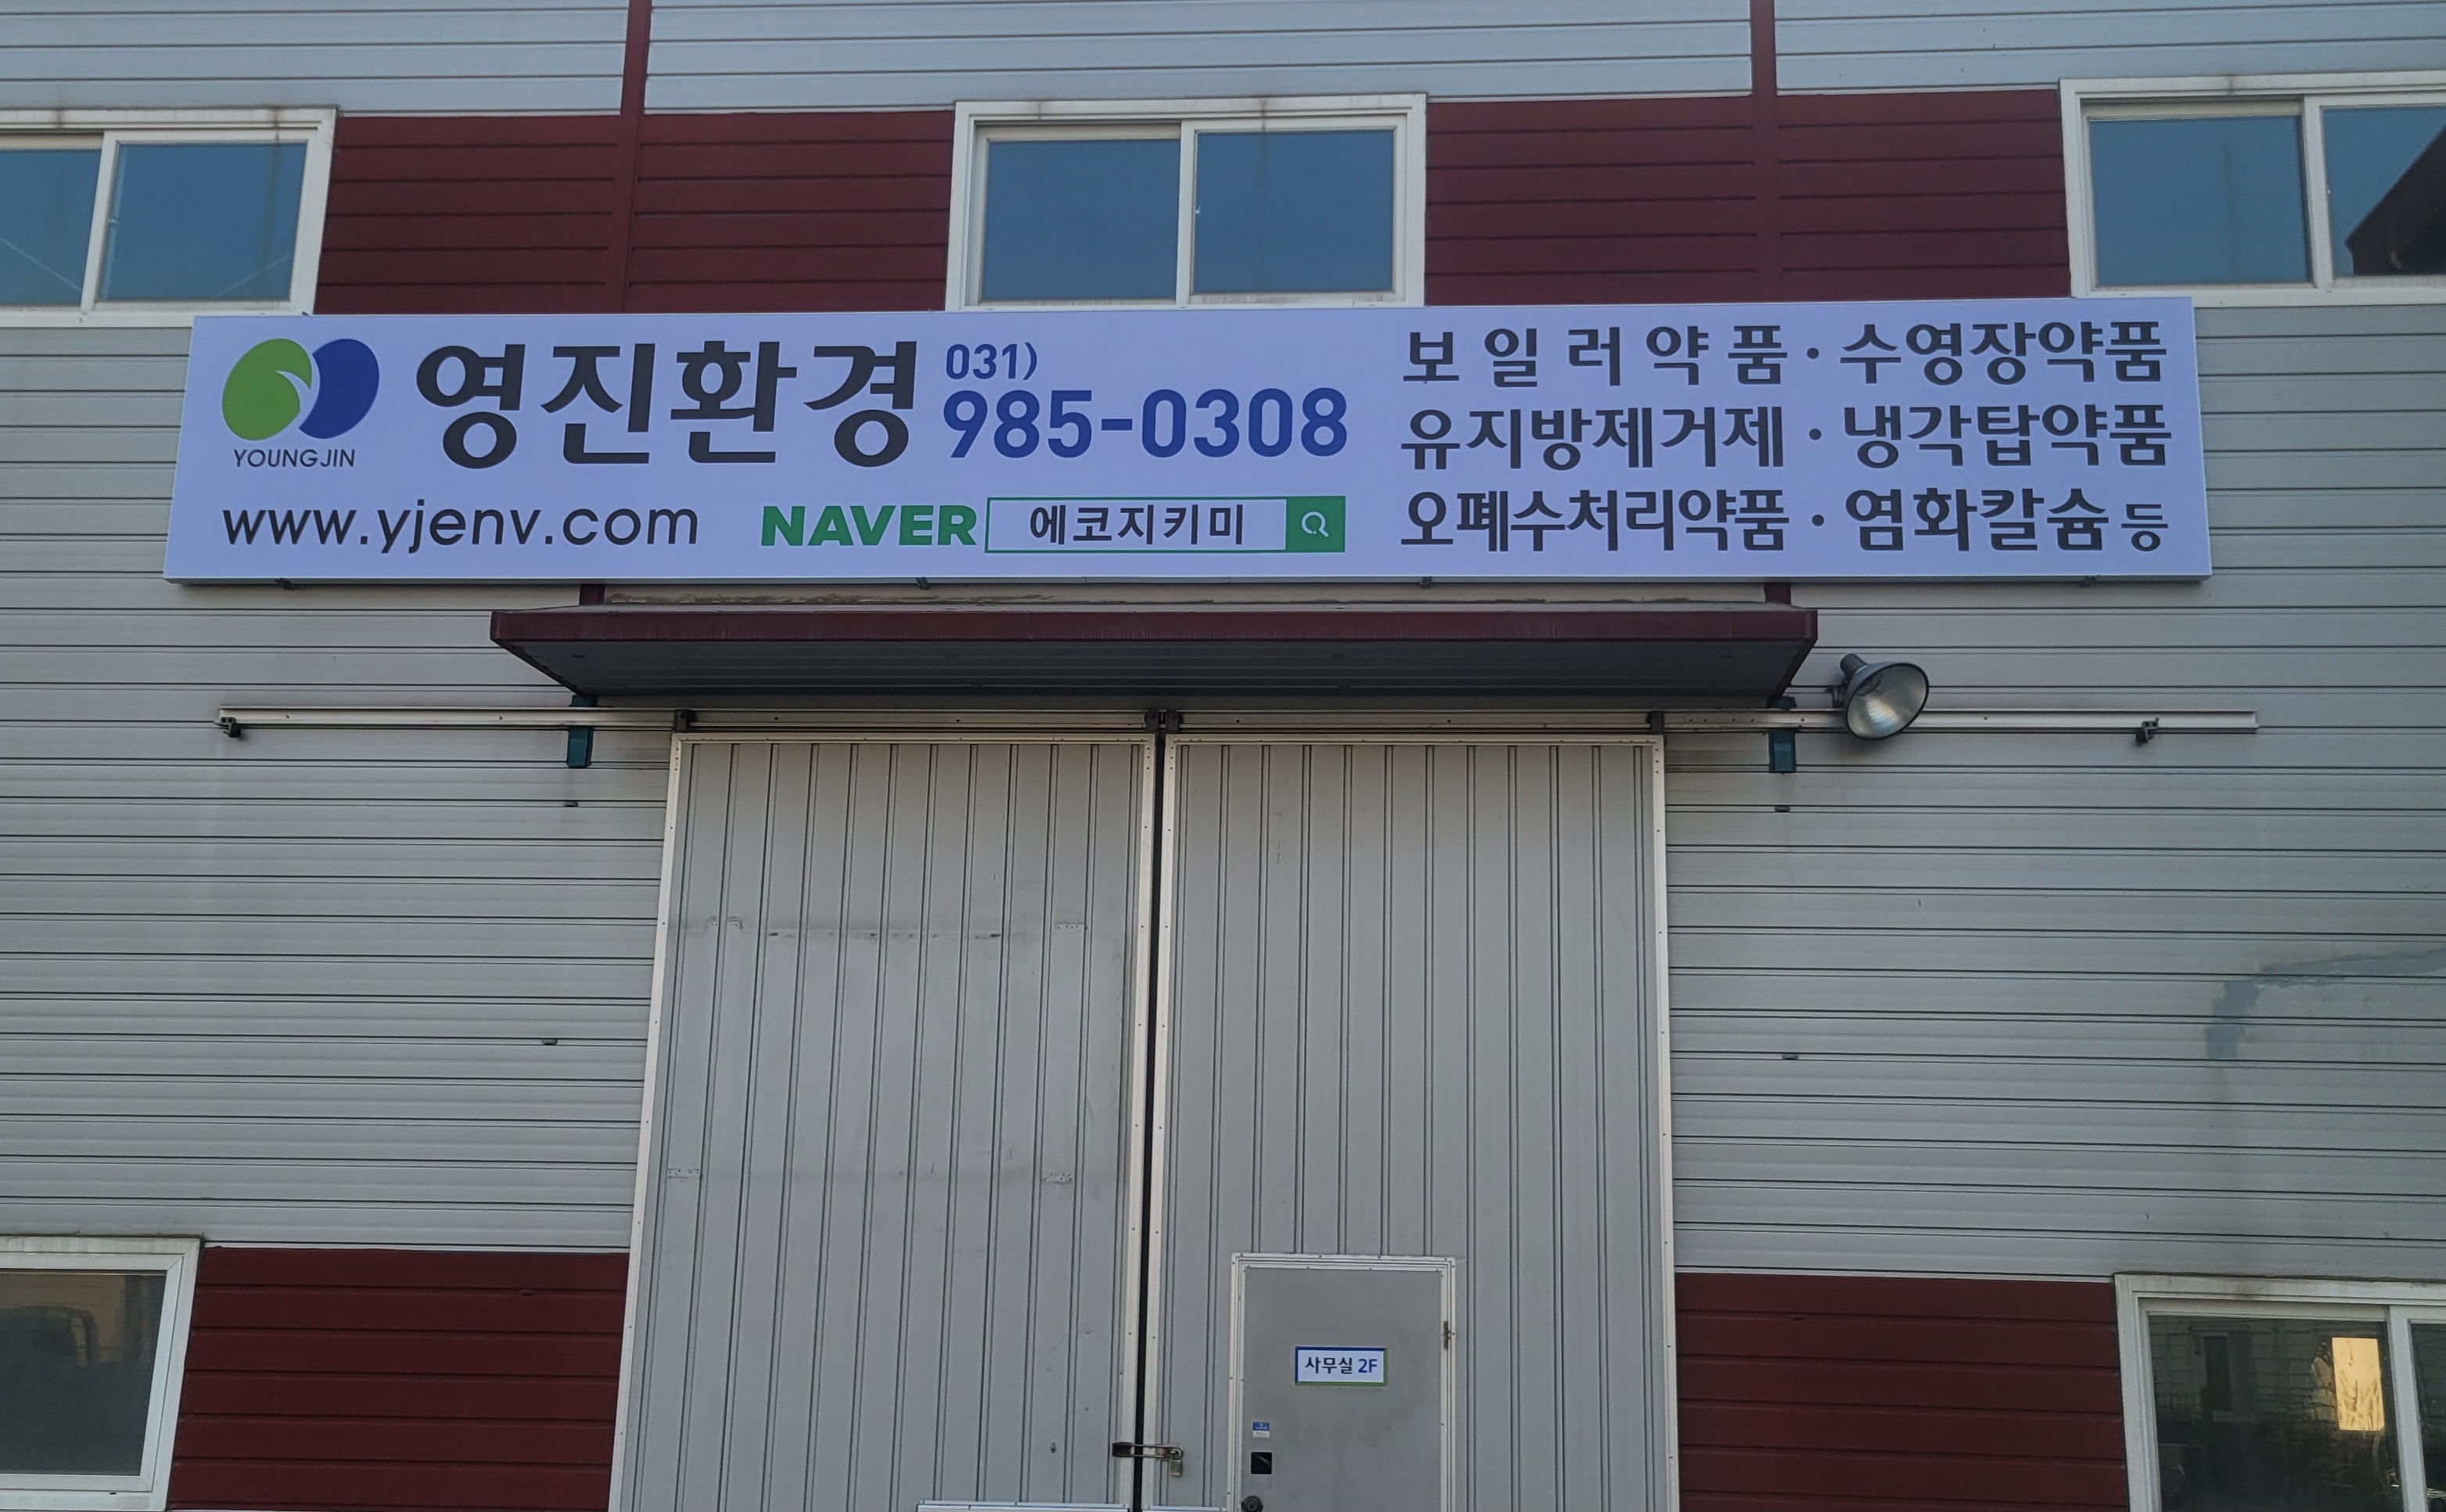 YOUNGJIN
영진환경
031)
985-0308
www.yjenv.com
NAVER 에코지키미
보일러약품·수영장약품
유지방제거제·냉각탑약품
오폐수처리약품·염화칼슘 등
사무실 2F